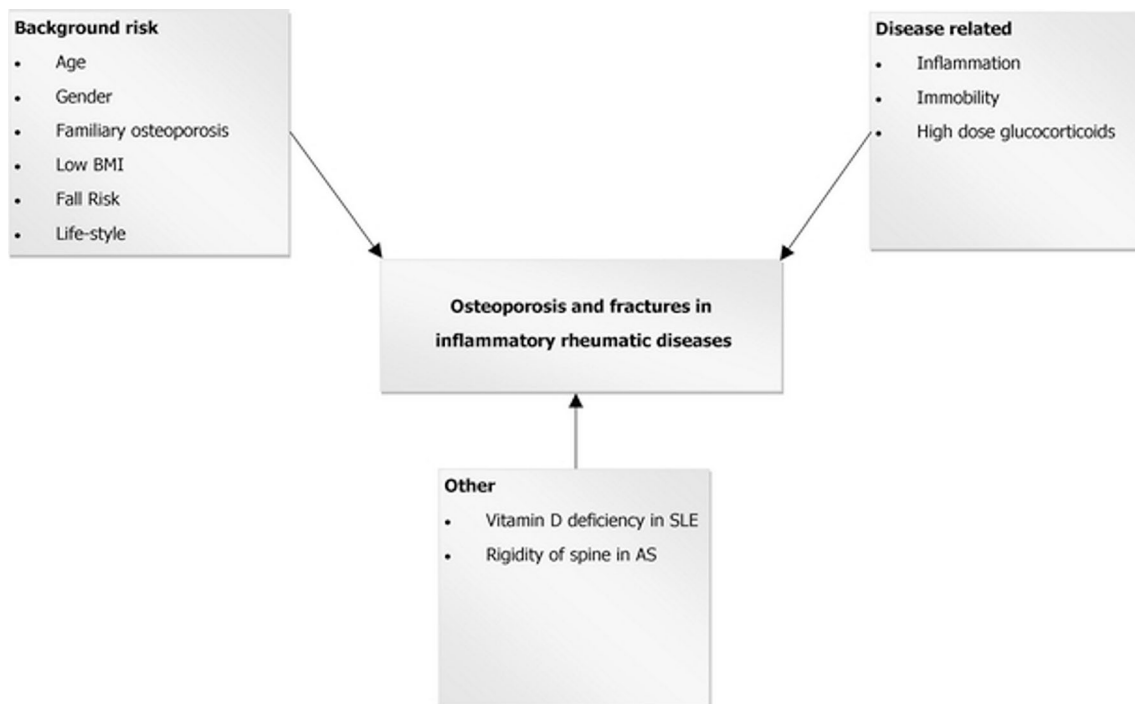 Background risk
• Age
• Gender
• Familiary osteoporosis
• Low BMI
• Fall Risk
• Life-style
Disease related
• Inflammation
• Immobility
• High dose glucocorticoids
Osteoporosis and fractures in
inflammatory rheumatic diseases
Other
• Vitamin D deficiency in SLE
• Rigidity of spine in AS